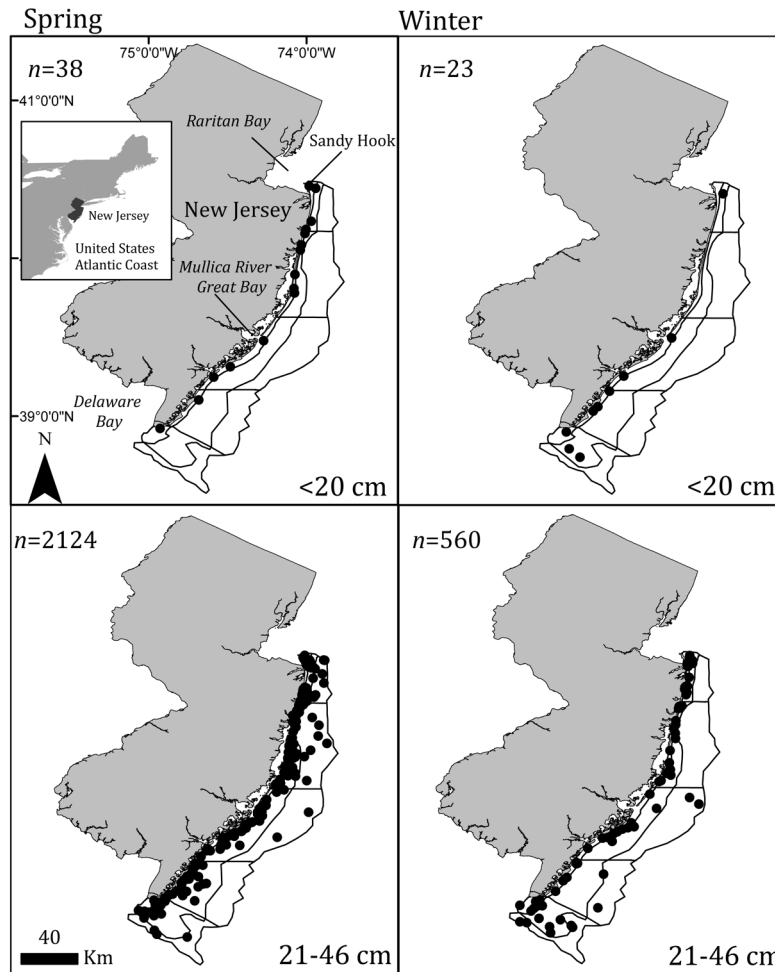 Spring
Winter
75°0'0"W
74°0'0"W
n=38
n=23
41°0'0"N
Raritan Bay
Sandy Hook
New Jersey
New Jersey
United States
Atlantic Coast
Mullica River
Great Bay
39°0'0"N
Delaware
Bay
N
<20 cm
<20 cm
n=2124
n=560
40
Km
21-46 cm
21-46 cm